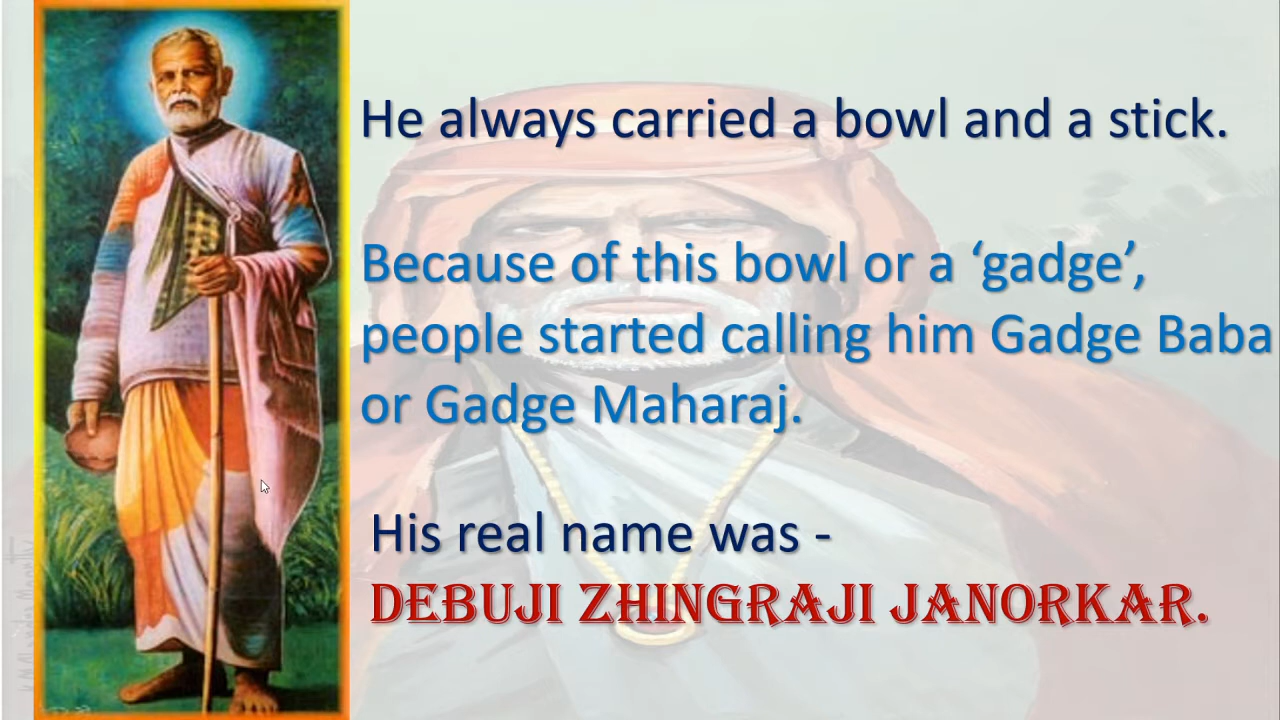 He always carried a bowl and a stick.
Because of this bowl or a ‘gadge’,
people started calling him Gadge Baba
or Gadge Maharaj.
His real name was -
DEBUJI ZHINGRAJI JANORKAR.